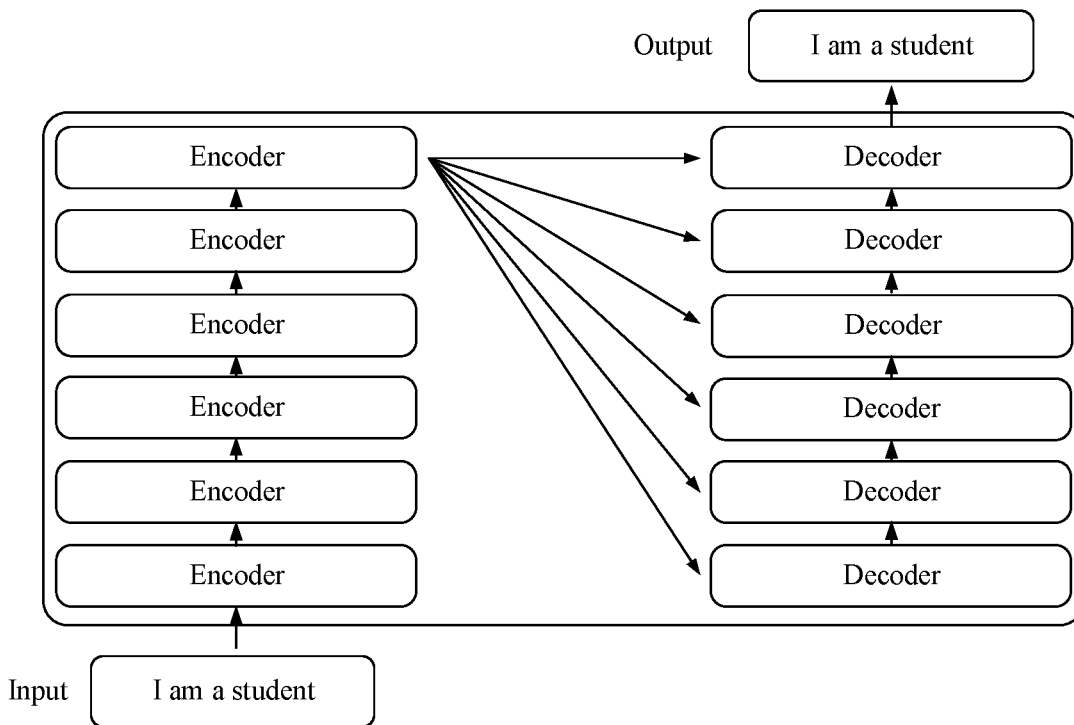 Output
I am a student
Encoder
Encoder
Encoder
Encoder
Encoder
Encoder
Decoder
Decoder
Decoder
Decoder
Decoder
Decoder
Input
I am a student